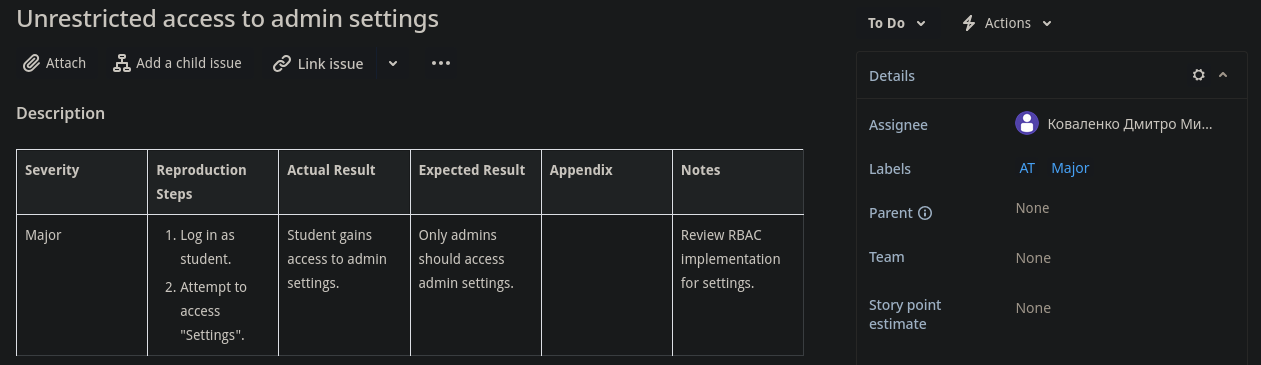 Unrestricted access to admin settings
Attach
Add a child issue
Link issue
Description
Severity
Reproduction
Steps
Actual Result
Expected Result
Appendix
Notes
Major
1. Log in as
student.
2. Attempt to
access
"Settings".
Student gains
access to admin
settings.
Only admins
should access
admin settings.
Review RBAC
implementation
for settings.
To Do
Actions
Details
Assignee
Коваленко Дмитро Ми...
Labels
AT Major
Parent
None
Team
None
Story point
estimate
None